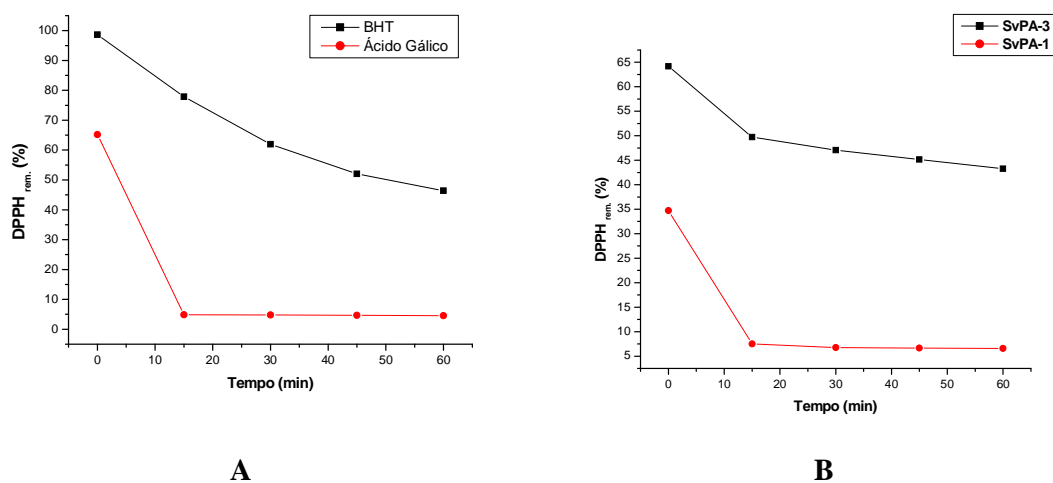 BHT
Ácido Gálico
100
90
80
70
60
50
40
30
20
10
0
DPPH rem. (%)
0 10 20 30 40 50 60
Tempo (min)
A
SvPA-3
SvPA-1
65
60
55
50
45
40
35
30
25
20
15
10
5
DPPH rem. (%)
0 10 20 30 40 50 60
Tempo (min)
B